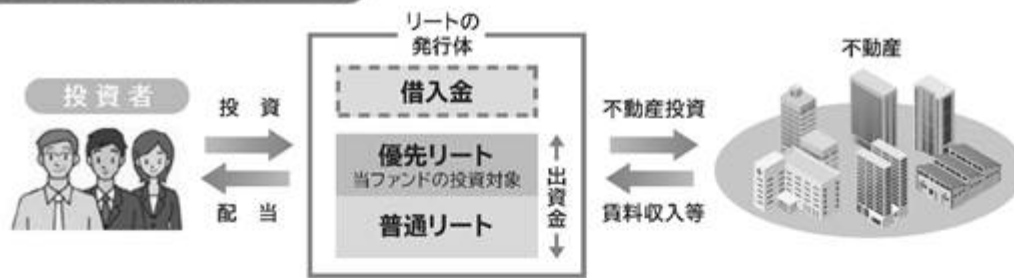 リートの
発行体
投資者
投資
配当
借入金
優先リート
当ファンドの投資対象
普通リート
出資金
不動産投資
賃料収入等
不動産